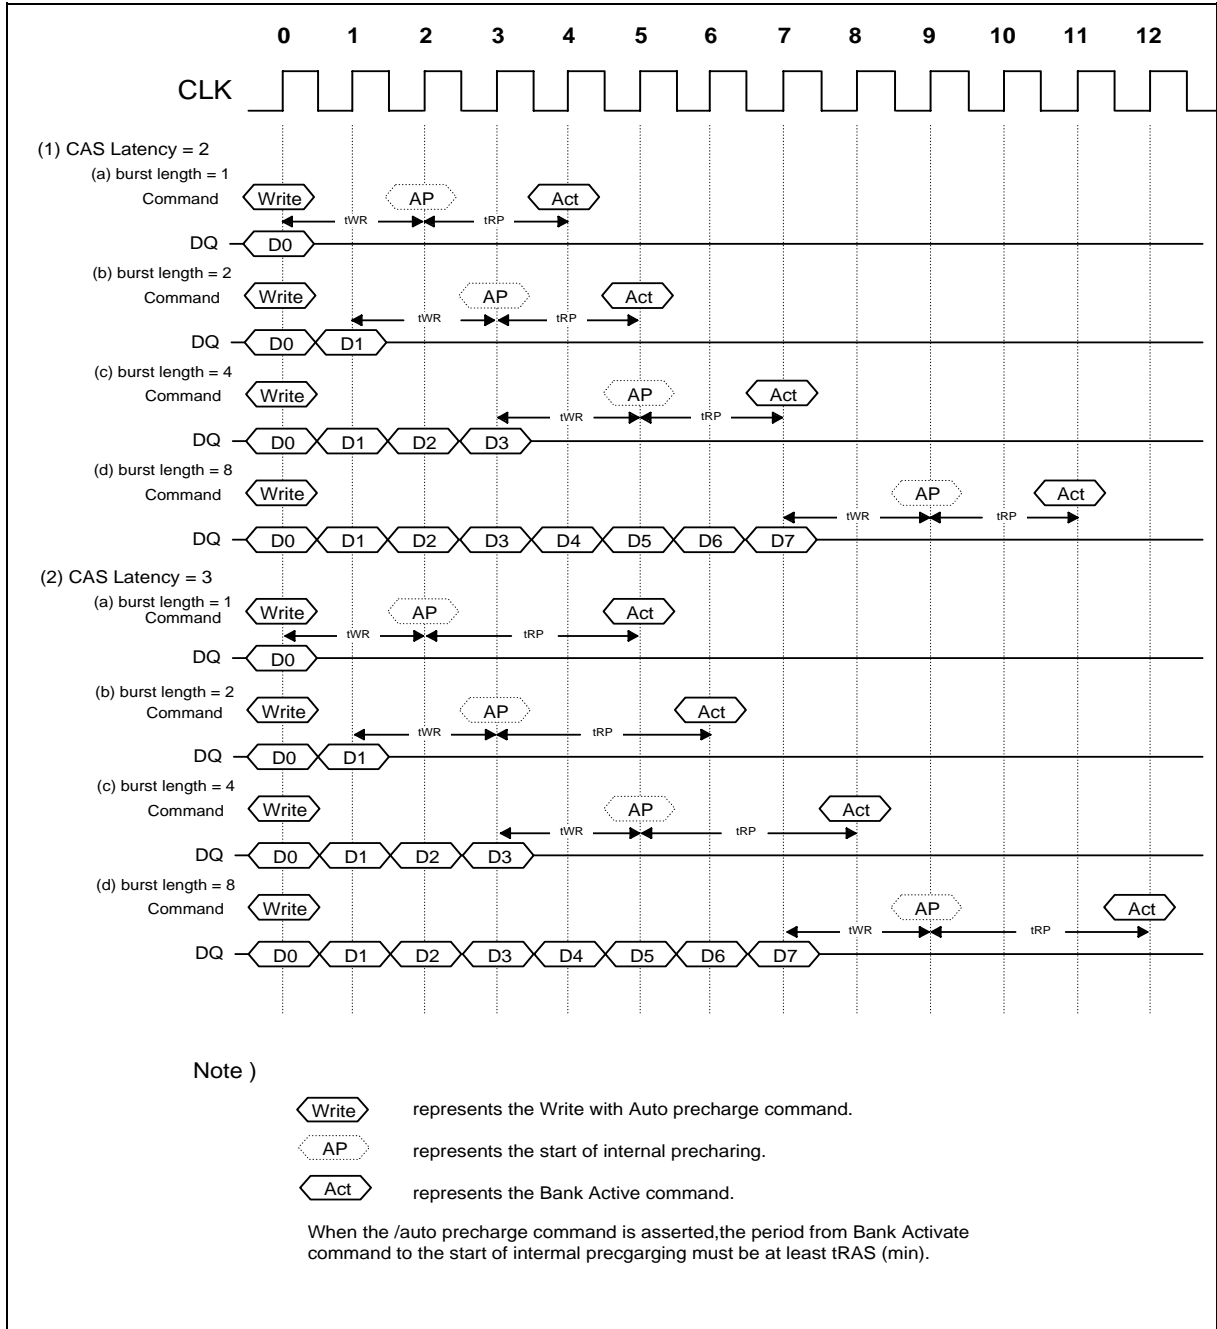 0 1 2 3 4 5 6 7 8 9 10 11 12
CLK
(1) CAS Latency = 2
(a) burst length = 1
Command Write AP Act
tWR tRP
DQ D0
(b) burst length = 2
Command Write AP Act
tWR tRP
DQ D0 D1
(c) burst length = 4
Command Write AP Act
tWR tRP
DQ D0 D1 D2 D3
(d) burst length = 8
Command Write AP Act
tWR tRP
DQ D0 D1 D2 D3 D4 D5 D6 D7
(2) CAS Latency = 3
(a) burst length = 1
Command Write AP Act
tWR tRP
DQ D0
(b) burst length = 2
Command Write AP Act
tWR tRP
DQ D0 D1
(c) burst length = 4
Command Write AP Act
tWR tRP
DQ D0 D1 D2 D3
(d) burst length = 8
Command Write AP Act
tWR tRP
DQ D0 D1 D2 D3 D4 D5 D6 D7
Note )
Write represents the Write with Auto precharge command.
AP represents the start of internal precharing.
Act represents the Bank Active command.
When the /auto precharge command is asserted,the period from Bank Activate
command to the start of intermal precgarging must be at least tRAS (min).